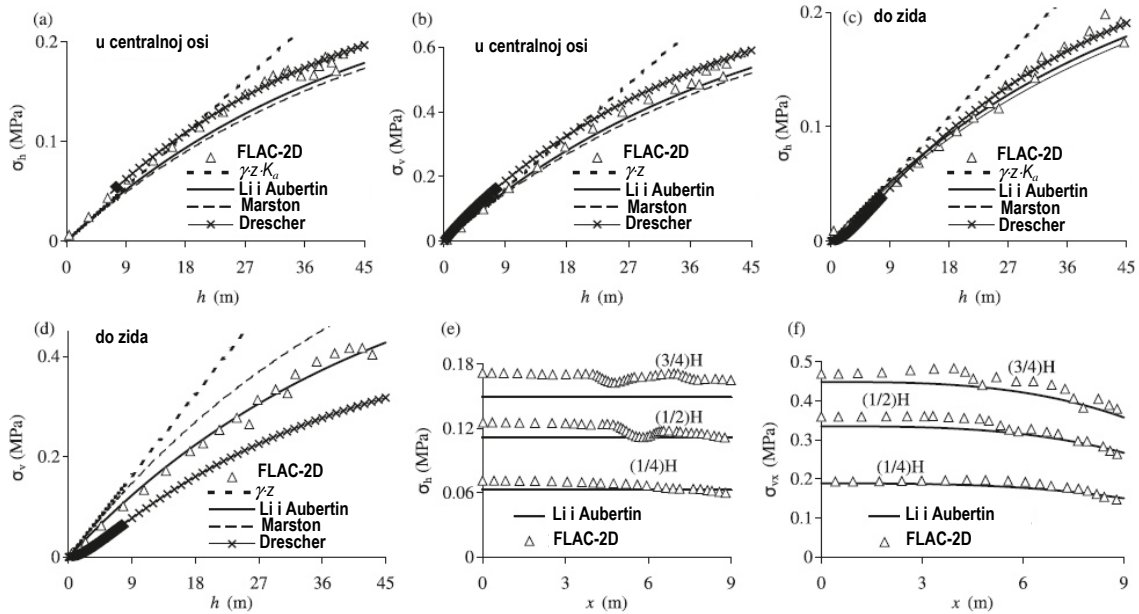 (a)
u centralnoj osi
0.2
0.1
0
σh (MPa)
FLAC-2D
γ·z·Ka
Li i Aubertin
Marston
Drescher
0 9 18 27 36 45
h (m)
(b)
u centralnoj osi
0.6
0.4
0.2
0
σv (MPa)
FLAC-2D
γ·z
Li i Aubertin
Marston
Drescher
0 9 18 27 36 45
h (m)
(c)
do zida
0.2
0.1
0
σh (MPa)
FLAC-2D
γ·z·Ka
Li i Aubertin
Marston
Drescher
0 9 18 27 36 45
h (m)
(d)
do zida
0.4
0.2
0
σv (MPa)
FLAC-2D
γ·z
Li i Aubertin
Marston
Drescher
0 9 18 27 36 45
h (m)
(e)
0.18
0.12
0.06
0
σh (MPa)
(3/4)H
(1/2)H
(1/4)H
Li i Aubertin
FLAC-2D
0 3 6 9
x (m)
(f)
0.5
0.4
0.3
0.2
0.1
0
σvx (MPa)
(3/4)H
(1/2)H
(1/4)H
Li i Aubertin
FLAC-2D
0 3 6 9
x (m)